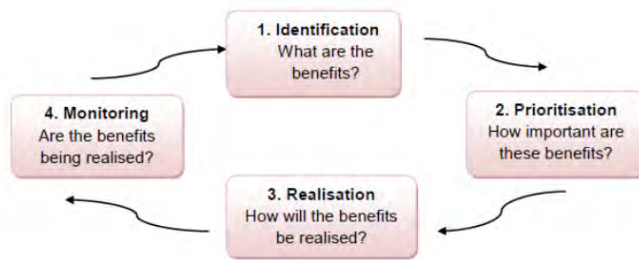 1. Identification
What are the
benefits?
2. Prioritisation
How important are
these benefits?
3. Realisation
How will the benefits
be realised?
4. Monitoring
Are the benefits
being realised?